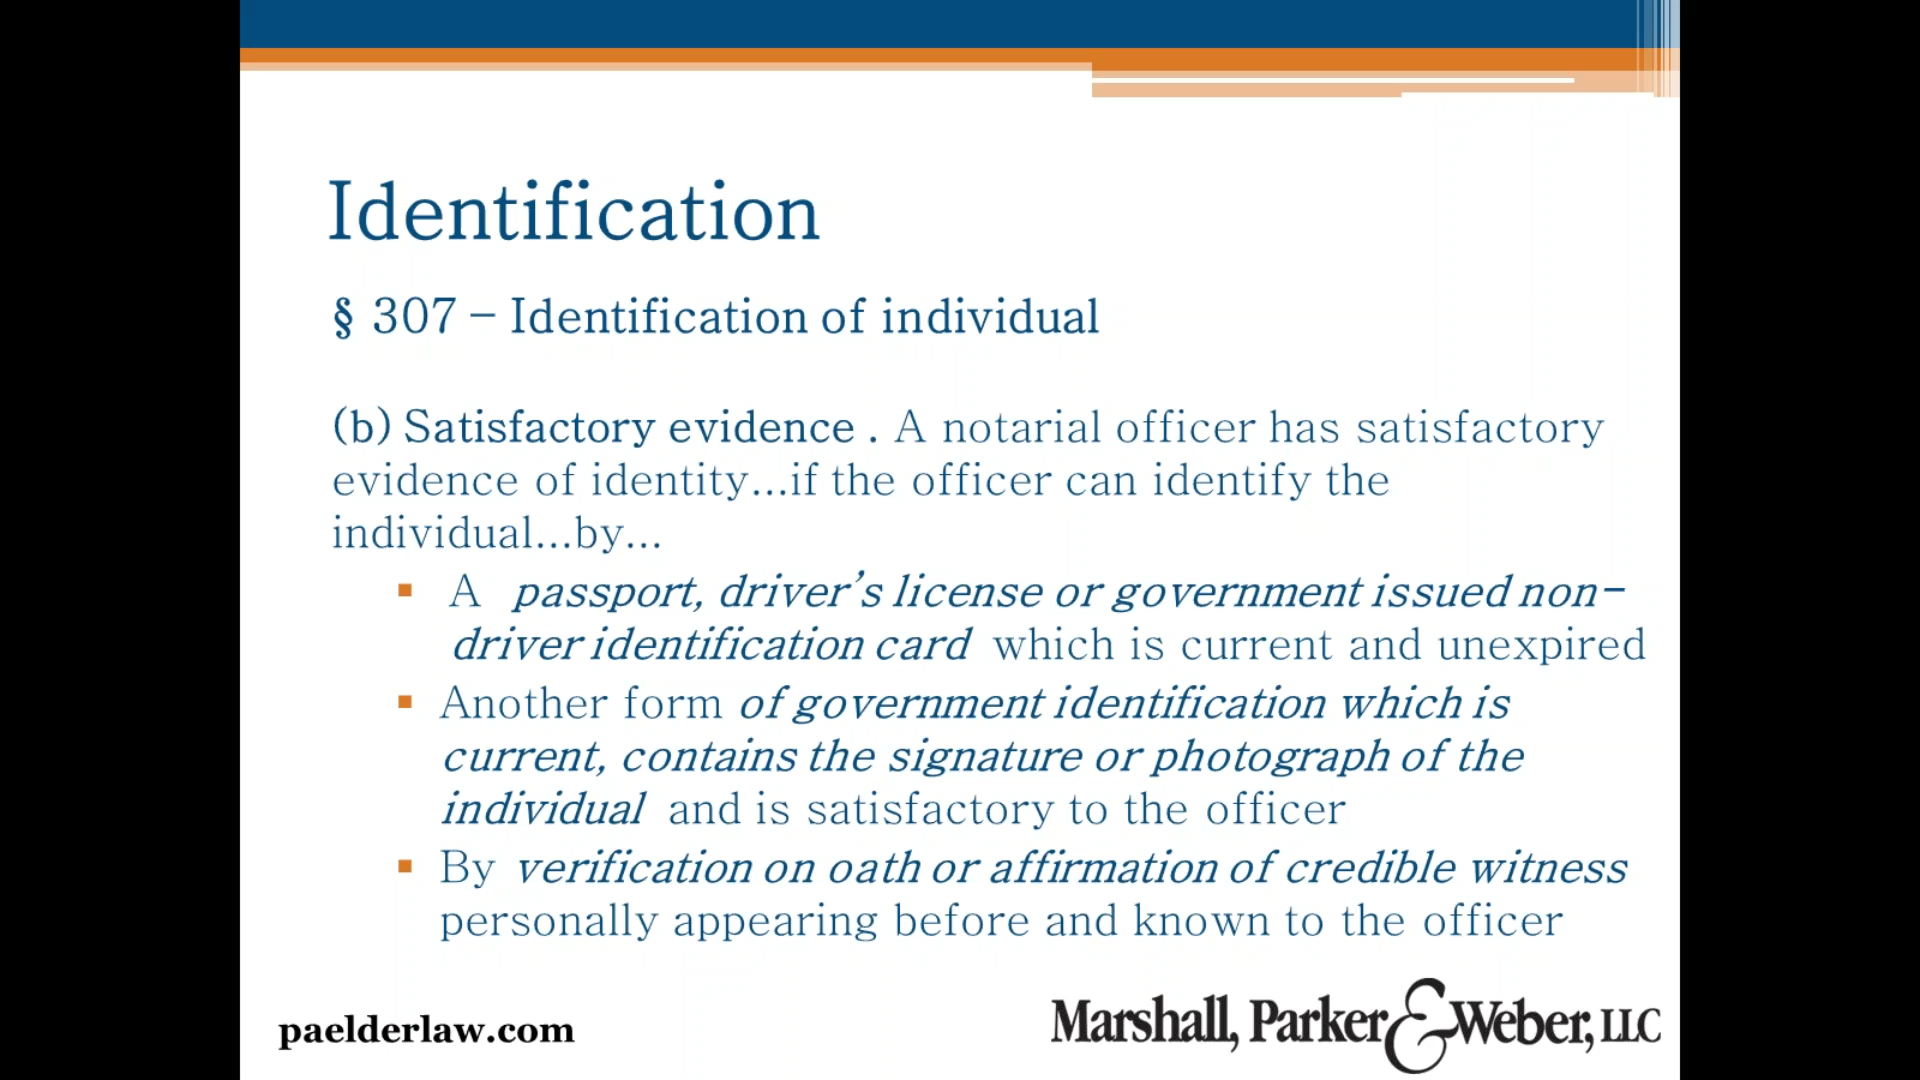 Identification
§ 307 – Identification of individual
(b) Satisfactory evidence . A notarial officer has satisfactory
evidence of identity...if the officer can identify the
individual...by...
▪ A passport, driver’s license or government issued non-
driver identification card which is current and unexpired
▪ Another form of government identification which is
current, contains the signature or photograph of the
individual and is satisfactory to the officer
▪ By verification on oath or affirmation of credible witness
personally appearing before and known to the officer
paelderlaw.com
Marshall, Parker & Weber, LLC